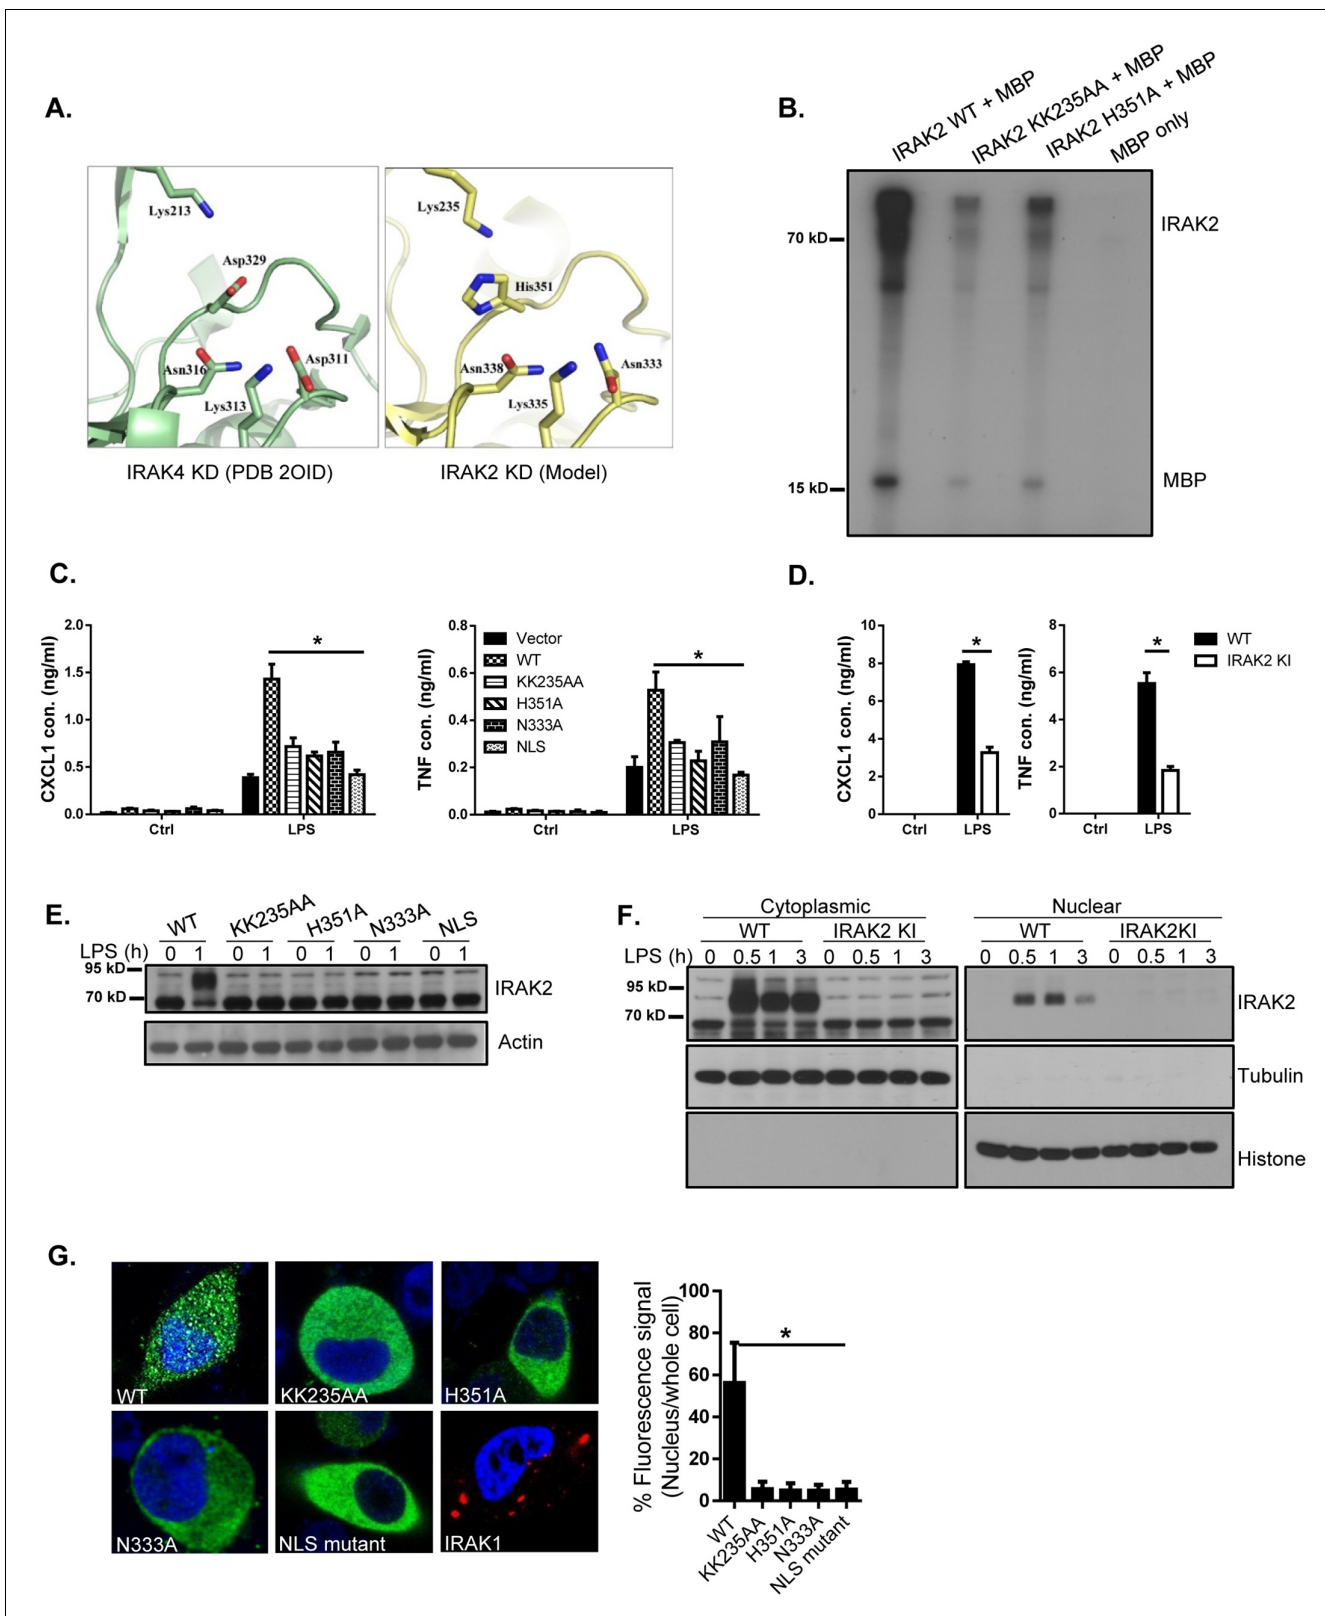 A.
Lys213
Asp329
Asn316
Asp311
Lys313
IRAK4 KD (PDB 2OID)
Lys235
His351
Asn338
Asn333
Lys335
IRAK2 KD (Model)
B.
IRAK2 WT + MBP
IRAK2 KK235AA + MBP
IRAK2 H351A + MBP
MBP only
70 kD
IRAK2
15 kD
MBP
C.
CXCL1 con. (ng/ml)
2.0
1.5
1.0
0.5
0.0
*
Ctrl
LPS
TNF con. (ng/ml)
0.8
0.6
0.4
0.2
0.0
Vector
WT
KK235AA
H351A
N333A
NLS
*
Ctrl
LPS
D.
CXCL1 con. (ng/ml)
10
8
6
4
2
0
*
Ctrl
LPS
TNF con. (ng/ml)
8
6
4
2
0
*
Ctrl
LPS
WT
IRAK2 KI
E.
WT KK235AA H351A N333A NLS
LPS (h) 0 1 0 1 0 1 0 1 0 1
95 kD
70 kD
IRAK2
Actin
F.
Cytoplasmic
WT IRAK2 KI
LPS (h) 0 0.5 1 3 0 0.5 1 3
95 kD
70 kD
Nuclear
WT IRAK2KI
0 0.5 1 3 0 0.5 1 3
IRAK2
Tubulin
Histone
G.
WT
KK235AA
H351A
N333A
NLS mutant
IRAK1
% Fluorescence signal
(Nucleus/whole cell)
100
80
60
40
20
0
*
WT
KK235AA
H351A
N333A
NLS mutant